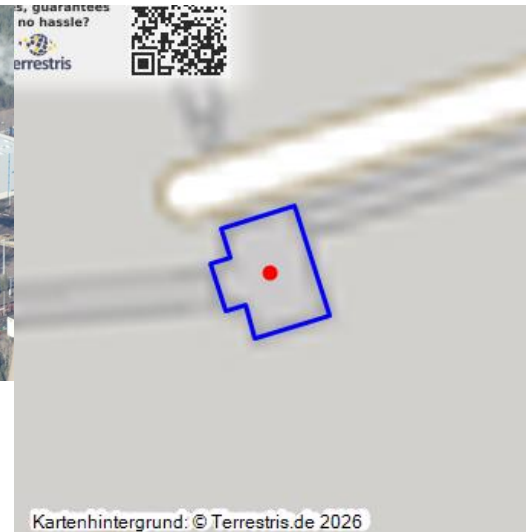 s, guarantees
no hassle?
errestris
Kartenhintergrund: © Terrestris.de 2026